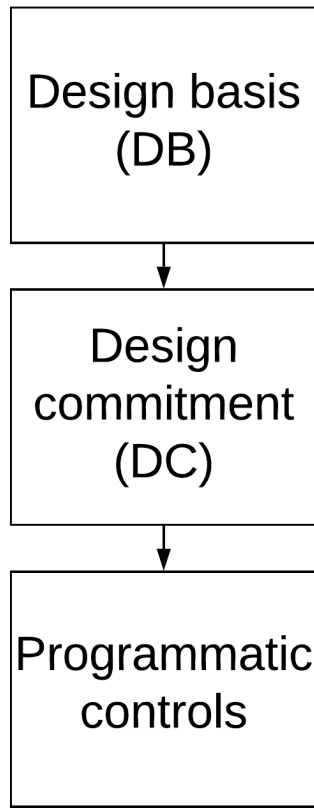 Design basis
(DB)
Design
commitment
(DC)
Programmatic
controls